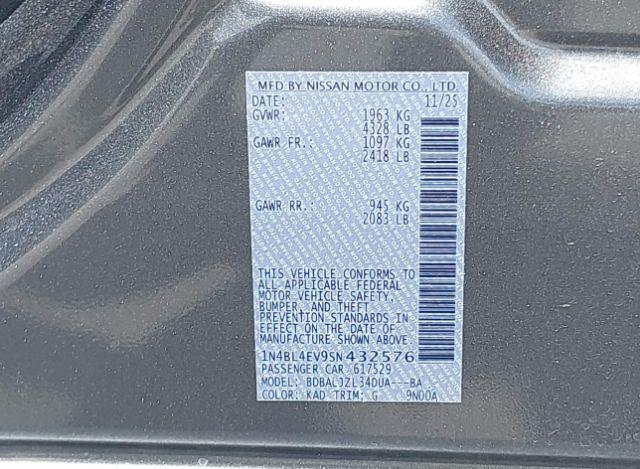 MFD BY NISSAN MOTOR CO., LTD.
DATE: 11/25
GVWR: 1963 KG
4328 LB
GAWR FR.: 1097 KG
2418 LB
GAWR RR.: 945 KG
2083 LB
THIS VEHICLE CONFORMS TO
ALL APPLICABLE FEDERAL
MOTOR VEHICLE SAFETY,
BUMPER, AND THEFT
PREVENTION STANDARDS IN
EFFECT ON THE DATE OF
MANUFACTURE SHOWN ABOVE.
1N4BL4EV9SN432576
PASSENGER CAR 617529
MODEL: BDBALJZL34DUA---BA
COLOR: KAD TRIM: G 9N00A